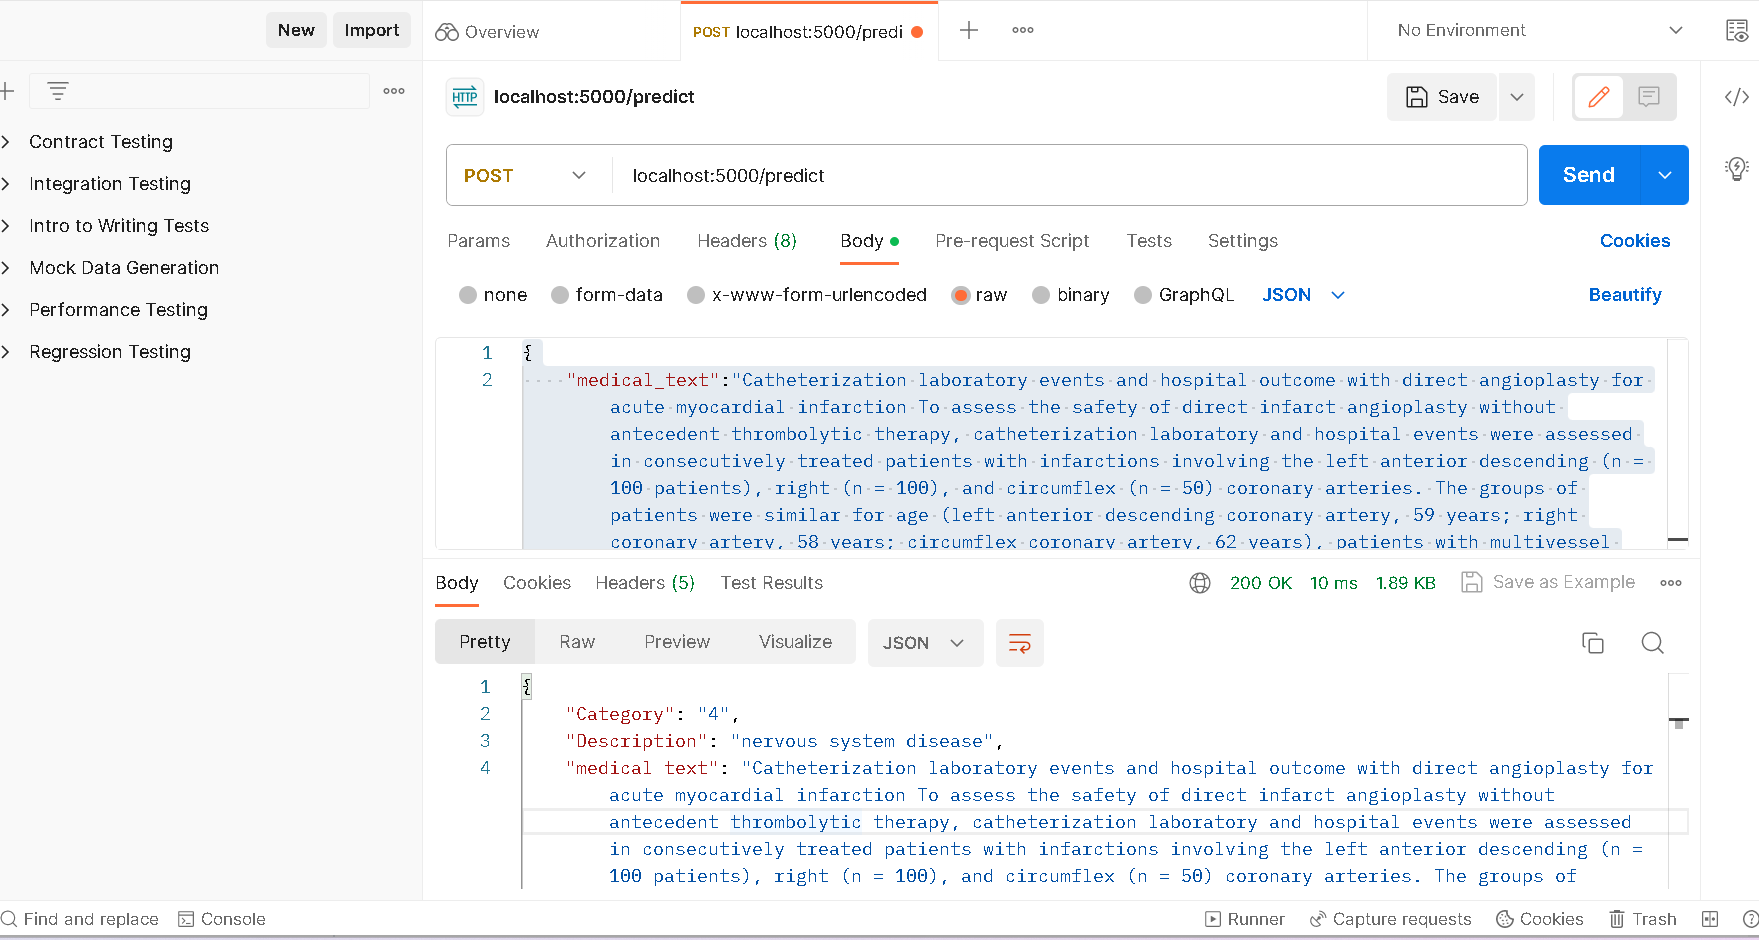 New Import
Overview
POST localhost:5000/predi
No Environment
HTTP localhost:5000/predict
Save
Contract Testing
Integration Testing
Intro to Writing Tests
Mock Data Generation
Performance Testing
Regression Testing
POST localhost:5000/predict
Send
Params Authorization Headers (8) Body Pre-request Script Tests Settings Cookies
none form-data x-www-form-urlencoded raw binary GraphQL JSON Beautify
1 {
2 "medical_text":"Catheterization laboratory events and hospital outcome with direct angioplasty for
acute myocardial infarction To assess the safety of direct infarct angioplasty without
antecedent thrombolytic therapy, catheterization laboratory and hospital events were assessed
in consecutively treated patients with infarctions involving the left anterior descending (n =
100 patients), right (n = 100), and circumflex (n = 50) coronary arteries. The groups of
patients were similar for age (left anterior descending coronary artery, 59 years; right
coronary artery, 58 years; circumflex coronary artery, 62 years), patients with multivessel
Body Cookies Headers (5) Test Results
200 OK 10 ms 1.89 KB Save as Example
Pretty Raw Preview Visualize JSON
1 {
2 "Category": "4",
3 "Description": "nervous system disease",
4 "medical text": "Catheterization laboratory events and hospital outcome with direct angioplasty for
acute myocardial infarction To assess the safety of direct infarct angioplasty without
antecedent thrombolytic therapy, catheterization laboratory and hospital events were assessed
in consecutively treated patients with infarctions involving the left anterior descending (n =
100 patients), right (n = 100), and circumflex (n = 50) coronary arteries. The groups of
Find and replace Console
Runner Capture requests Cookies Trash